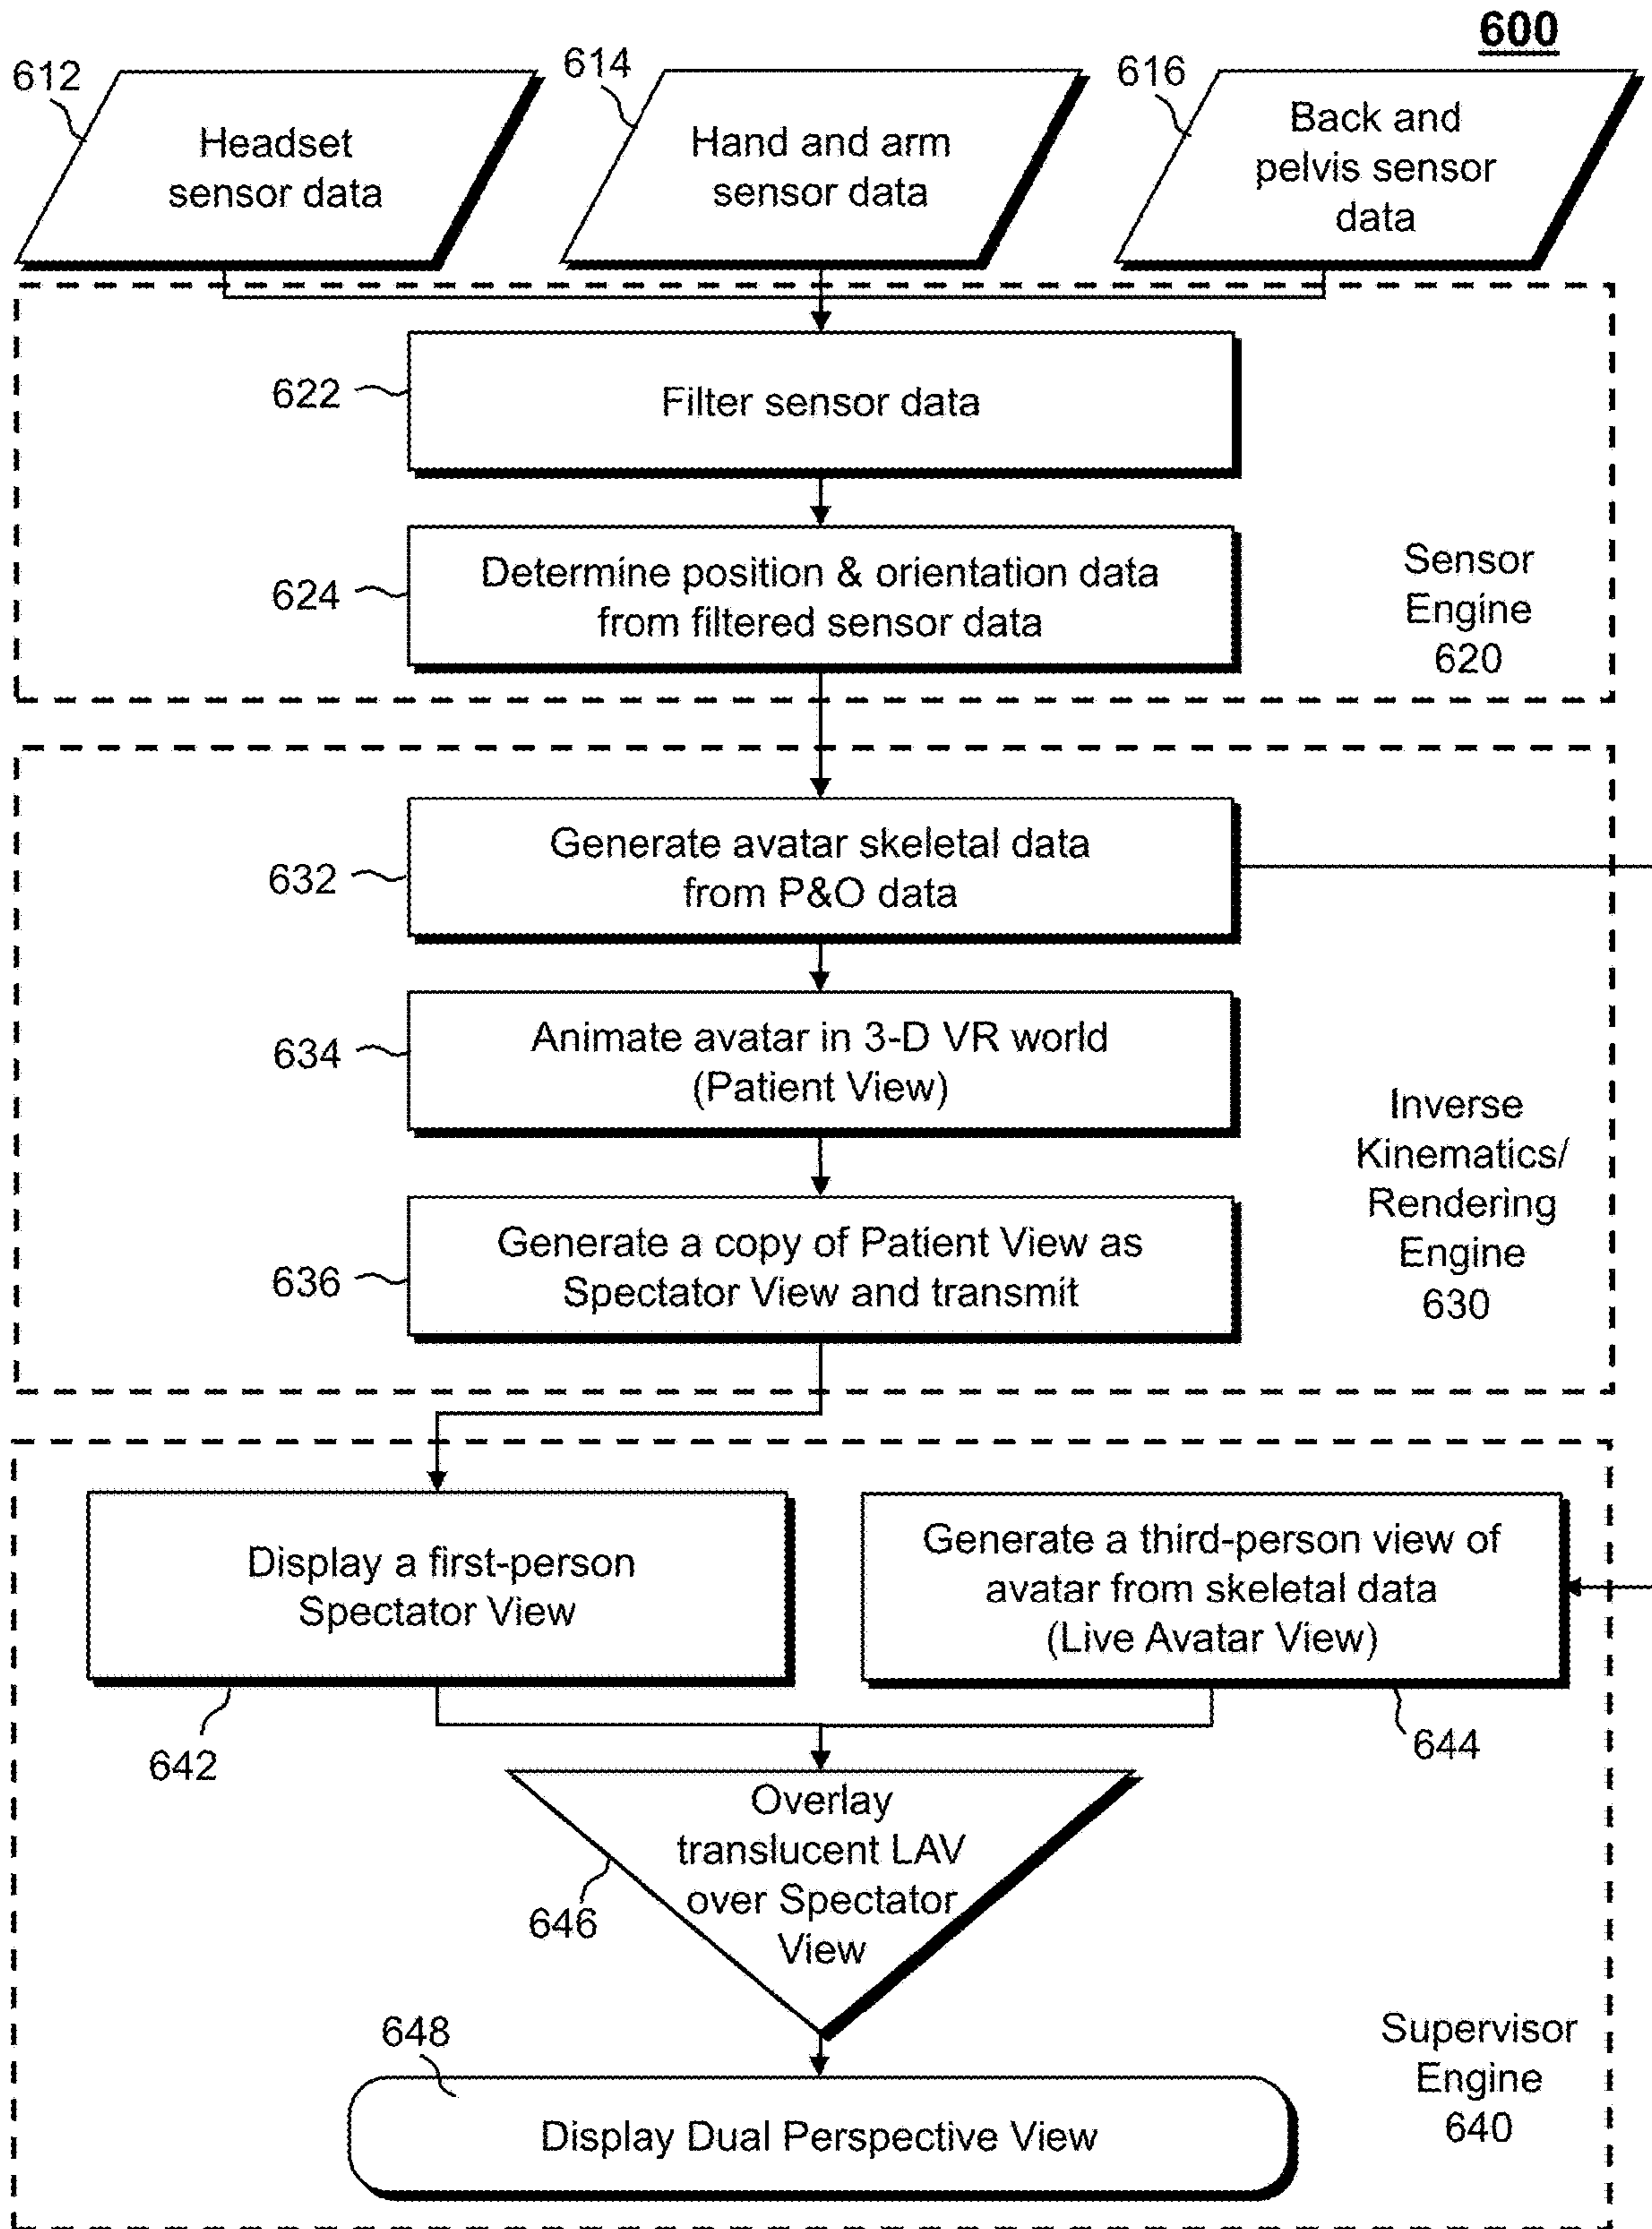 600
612
Headset
sensor data
614
Hand and arm
sensor data
616
Back and
pelvis sensor
data
622
Filter sensor data
624
Determine position & orientation data
from filtered sensor data
Sensor
Engine
620
632
Generate avatar skeletal data
from P&O data
634
Animate avatar in 3-D VR world
(Patient View)
636
Generate a copy of Patient View as
Spectator View and transmit
Inverse
Kinematics/
Rendering
Engine
630
Display a first-person
Spectator View
642
Generate a third-person view of
avatar from skeletal data
(Live Avatar View)
644
Overlay
translucent LAV
over Spectator
View
646
648
Display Dual Perspective View
Supervisor
Engine
640